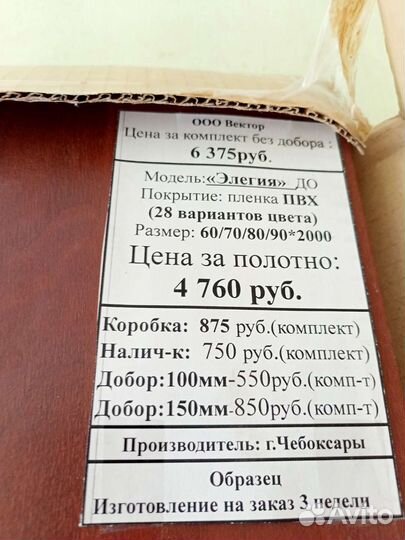 ООО Вектор
Цена за комплект без добора :
6 375руб.
Модель:«Элегия» ДО
Покрытие: пленка ПВХ
(28 вариантов цвета)
Размер: 60/70/80/90*2000
Цена за полотно:
4 760 руб.
Коробка: 875 руб.(комплект)
Налич-к: 750 руб.(комплект)
Добор:100мм-550руб.(комп-т)
Добор:150мм-850руб.(комп-т)
Производитель: г.Чебоксары
Образец
Изготовление на заказ 3 недели
Avito